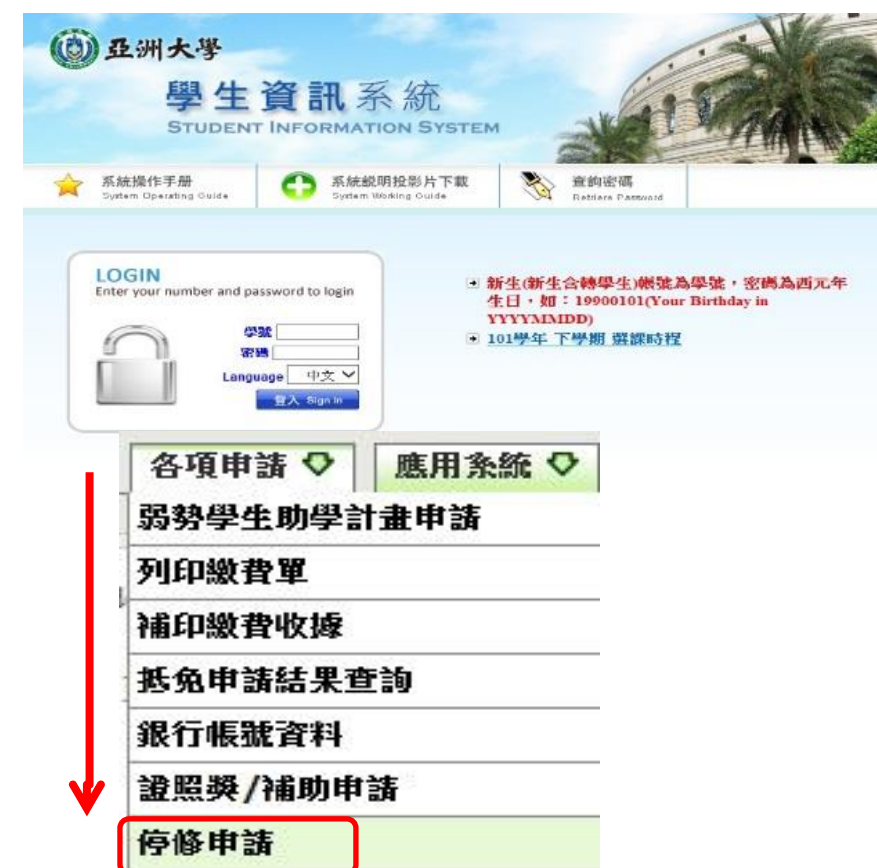 亞洲大學
學生資訊系統
STUDENT INFORMATION SYSTEM
系統操作手冊
System Operating Guide
系統說明投影片下載
System Working Guide
查詢密碼
Retriere Password
LOGIN
Enter your number and password to login
學號
密碼
Language 中文
登入 Sign in
新生(新生含轉學生)帳號為學號，密碼為西元年
生日，如：19900101(Your Birthday in
YYYYMMDD)
101學年 下學期 選課時程
各項申請
應用系統
弱勢學生助學計畫申請
列印繳費單
補印繳費收據
抵免申請結果查詢
銀行帳號資料
證照獎/補助申請
停修申請